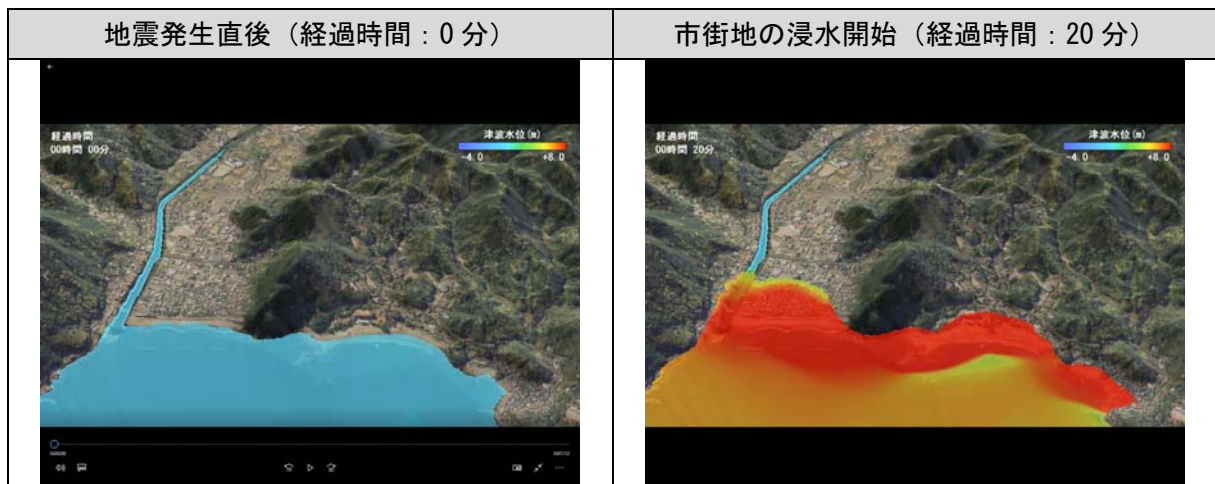 地震発生直後（経過時間：0分）
市街地の浸水開始（経過時間：20分）
経過時間
00時間 00分
津波水位(m)
-4.0 +8.0
経過時間
00時間 20分
津波水位(m)
-4.0 +8.0